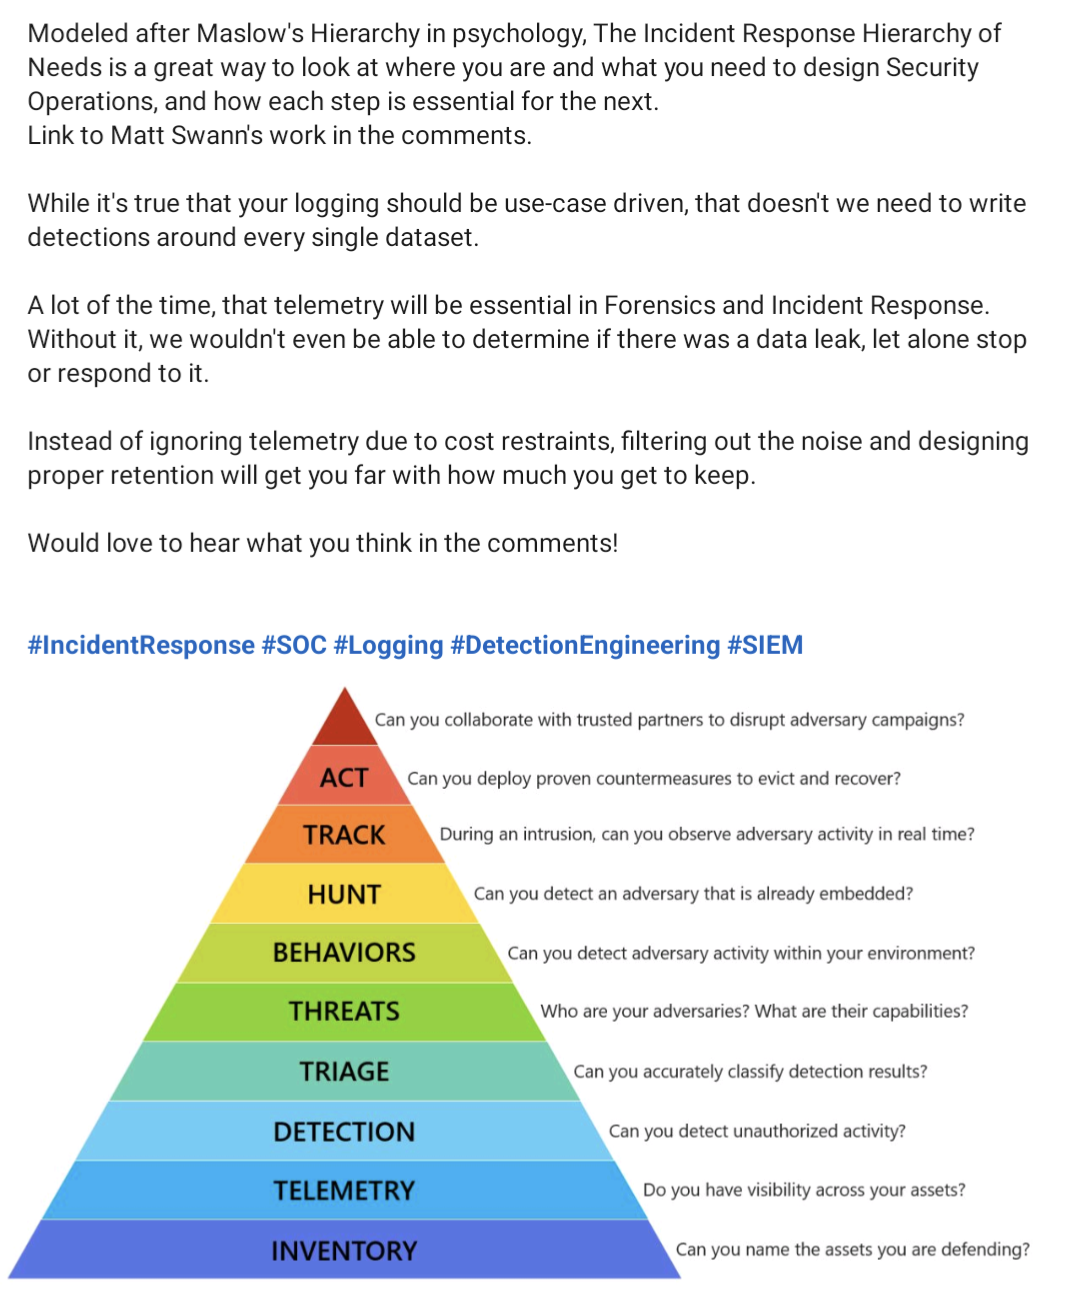 Modeled after Maslow's Hierarchy in psychology, The Incident Response Hierarchy of
Needs is a great way to look at where you are and what you need to design Security
Operations, and how each step is essential for the next.
Link to Matt Swann's work in the comments.
While it's true that your logging should be use-case driven, that doesn't we need to write
detections around every single dataset.
A lot of the time, that telemetry will be essential in Forensics and Incident Response.
Without it, we wouldn't even be able to determine if there was a data leak, let alone stop
or respond to it.
Instead of ignoring telemetry due to cost restraints, filtering out the noise and designing
proper retention will get you far with how much you get to keep.
Would love to hear what you think in the comments!
#IncidentResponse #SOC #Logging #DetectionEngineering #SIEM
Can you collaborate with trusted partners to disrupt adversary campaigns?
ACT Can you deploy proven countermeasures to evict and recover?
TRACK During an intrusion, can you observe adversary activity in real time?
HUNT Can you detect an adversary that is already embedded?
BEHAVIORS Can you detect adversary activity within your environment?
THREATS Who are your adversaries? What are their capabilities?
TRIAGE Can you accurately classify detection results?
DETECTION Can you detect unauthorized activity?
TELEMETRY Do you have visibility across your assets?
INVENTORY Can you name the assets you are defending?